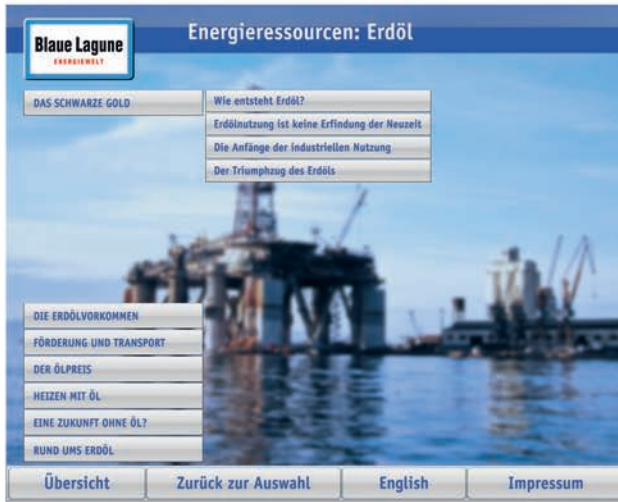 Energieressourcen: Erdöl
Blaue Lagune
ENERGIEWELT
DAS SCHWARZE GOLD
Wie entsteht Erdöl?
Erdölnutzung ist keine Erfindung der Neuzeit
Die Anfänge der industriellen Nutzung
Der Triumphzug des Erdöls
DIE ERDÖLVORKOMMEN
FÖRDERUNG UND TRANSPORT
DER ÖLPREIS
HEIZEN MIT ÖL
EINE ZUKUNFT OHNE ÖL?
RUND UMS ERDÖL
Übersicht
Zurück zur Auswahl
English
Impressum